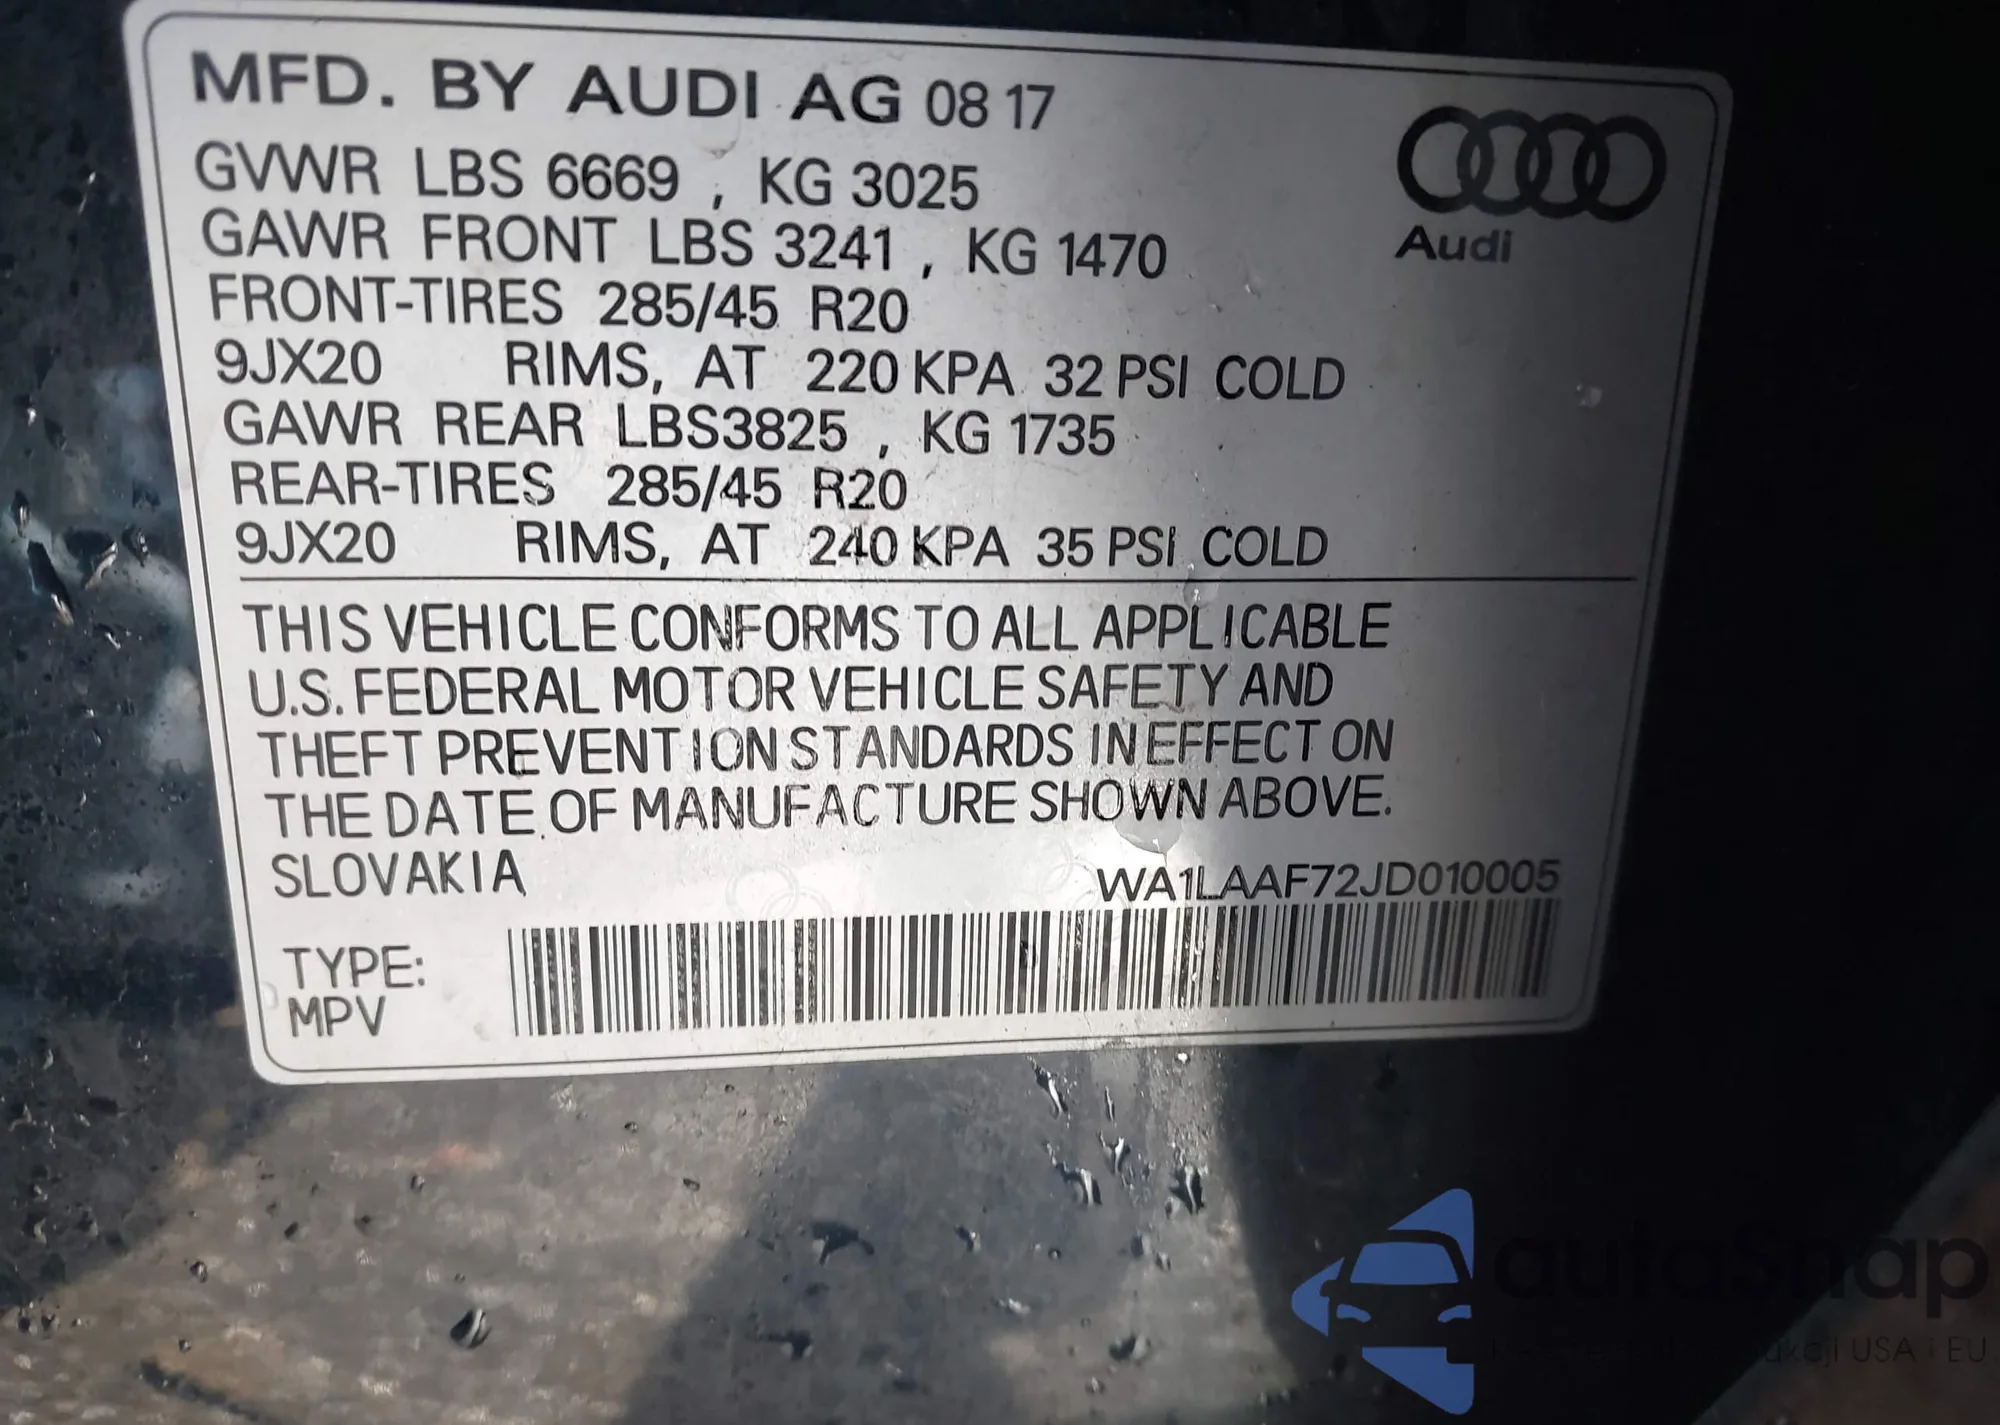 MFD. BY AUDI AG 08 17
GVWR LBS 6669 , KG 3025
GAWR FRONT LBS 3241 , KG 1470
Audi
FRONT-TIRES 285/45 R20
9JX20 RIMS, AT 220 KPA 32 PSI COLD
GAWR REAR LBS3825 , KG 1735
REAR-TIRES 285/45 R20
9JX20 RIMS, AT 240 KPA 35 PSI COLD
THIS VEHICLE CONFORMS TO ALL APPLICABLE
U.S. FEDERAL MOTOR VEHICLE SAFETY AND
THEFT PREVENTION STANDARDS IN EFFECT ON
THE DATE OF MANUFACTURE SHOWN ABOVE.
SLOVAKIA
WA1LAAF72JD010005
TYPE:
MPV
autoSnap
USA i EU